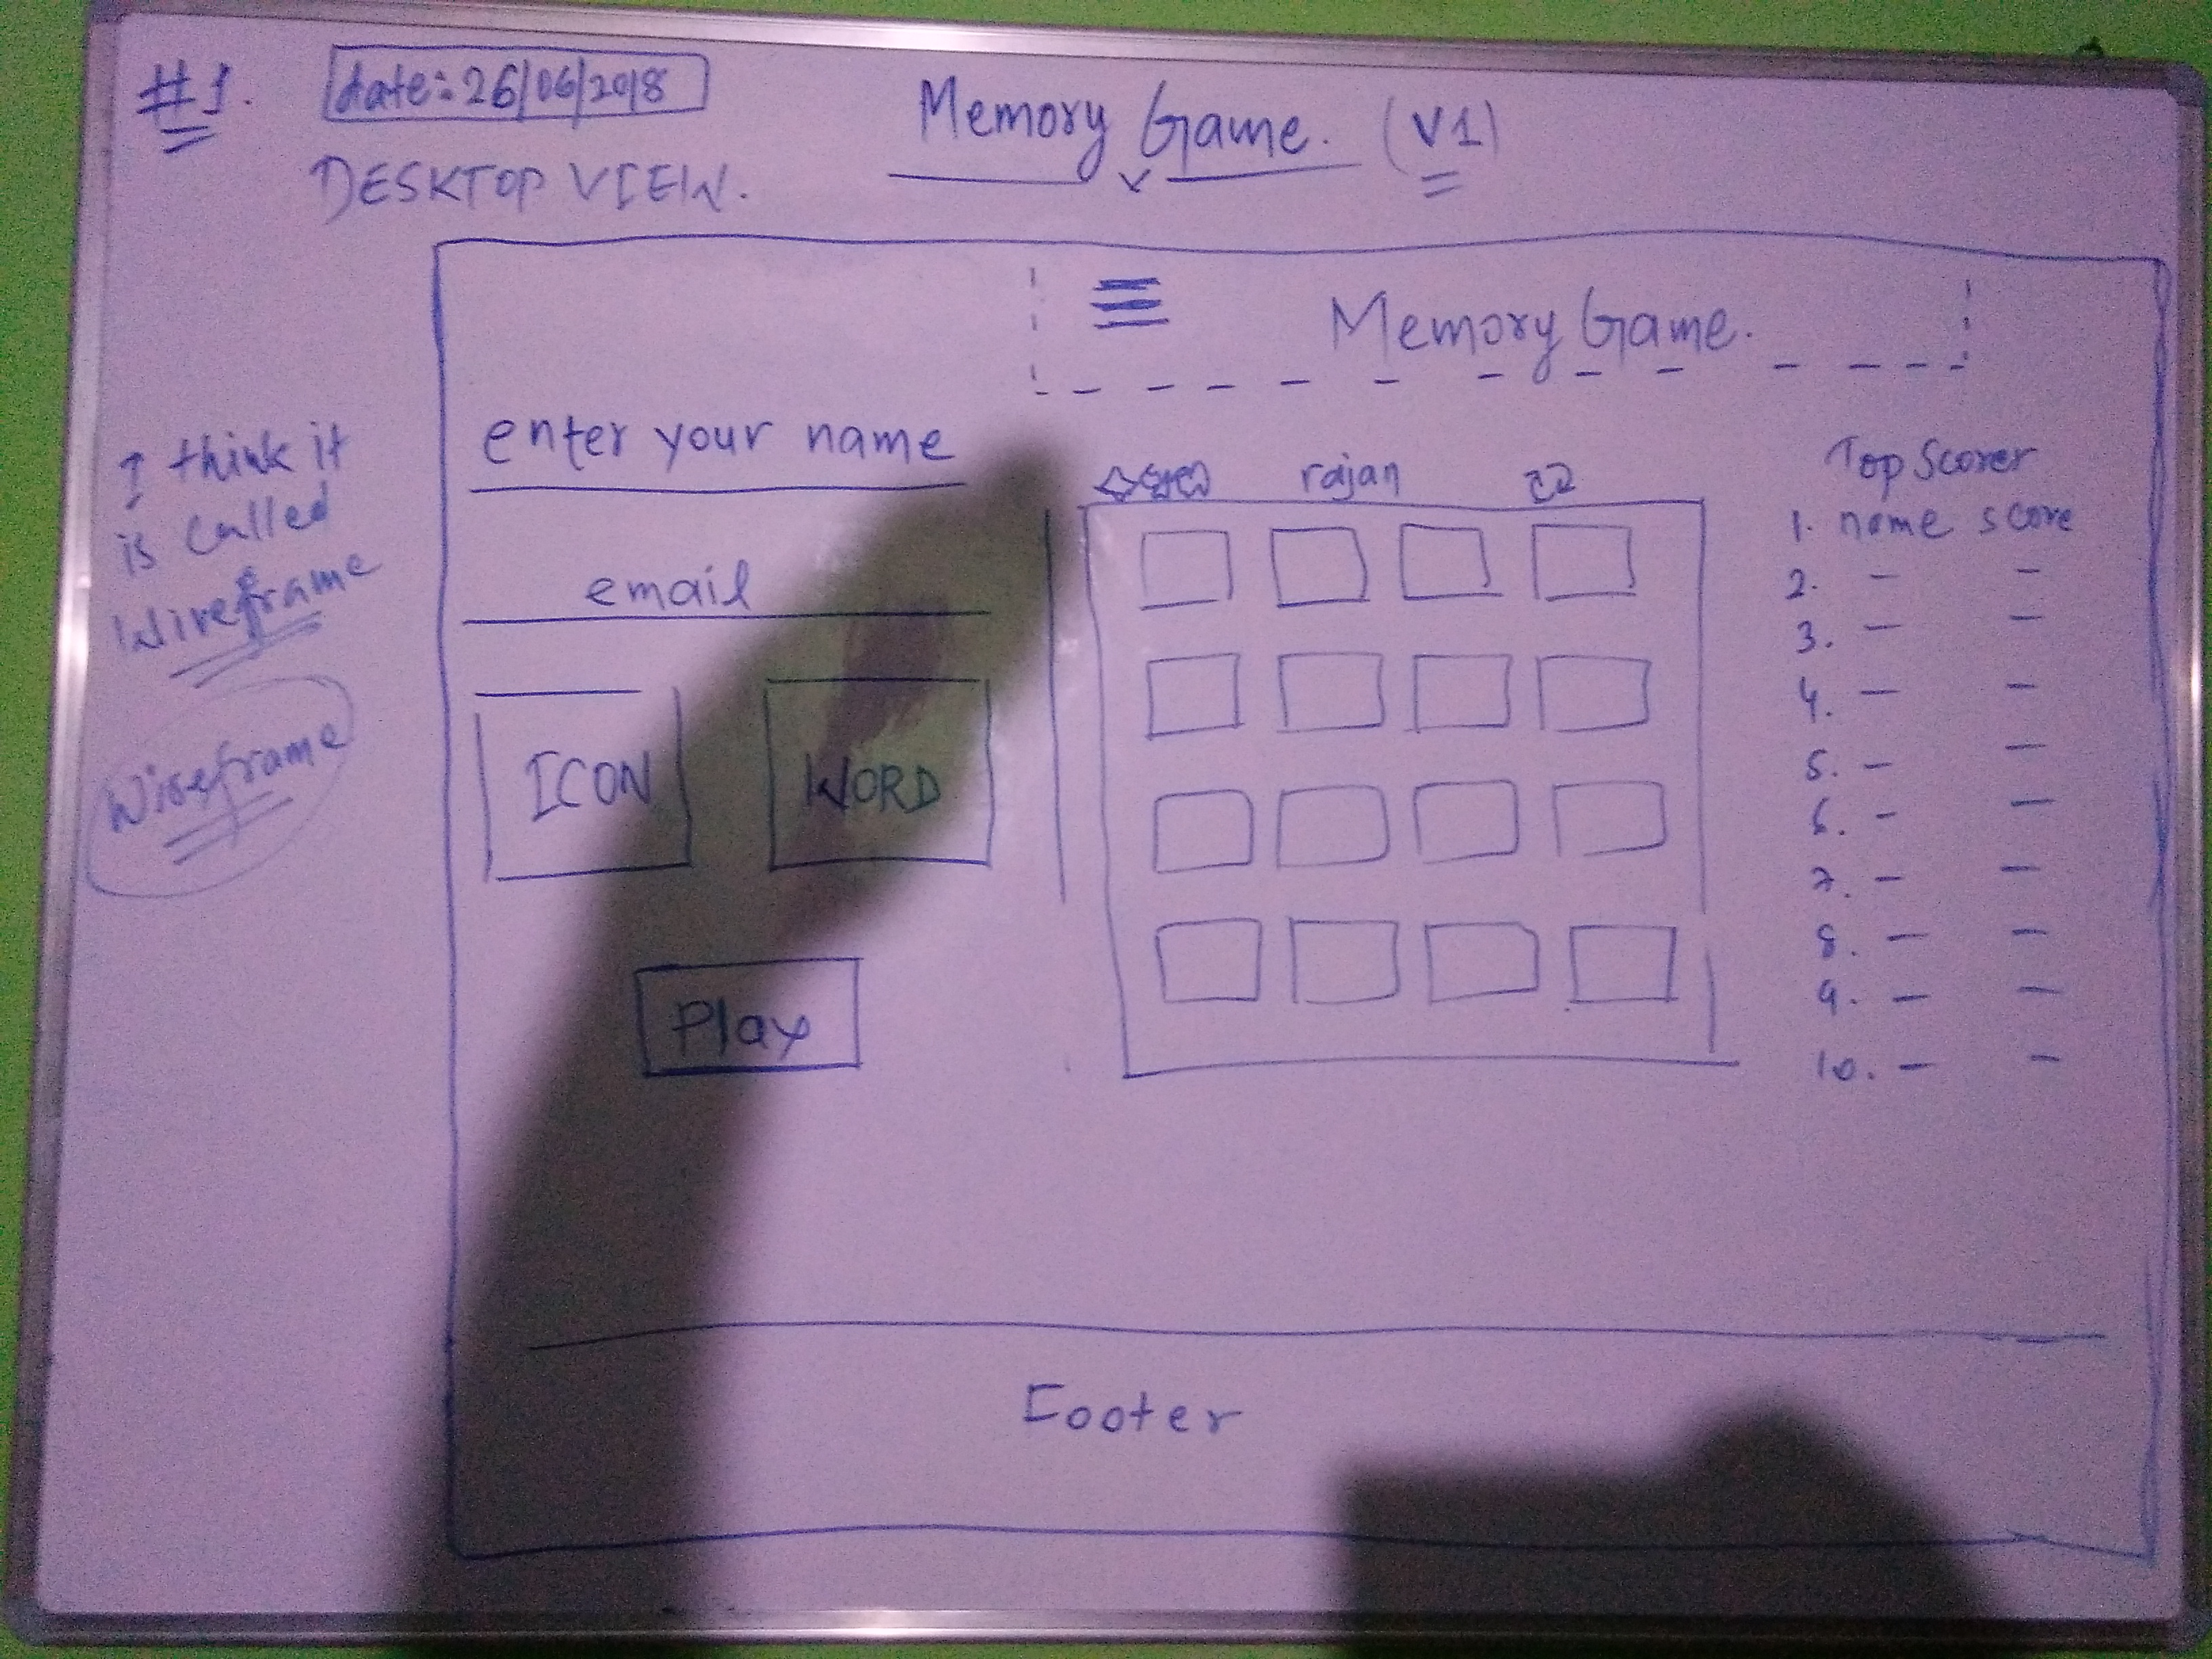 #1.
date: 26/06/2018
Memory Game. (V1)
DESKTOP VIEW.
Memory Game.
I think it
is called
Wireframe
Wireframe
enter your name
email
ICON
WORD
Play
rajan
Top Scorer
1. name score
2. — —
3. — —
4. — —
5. — —
6. — —
7. — —
8. — —
9. — —
10. — —
Footer